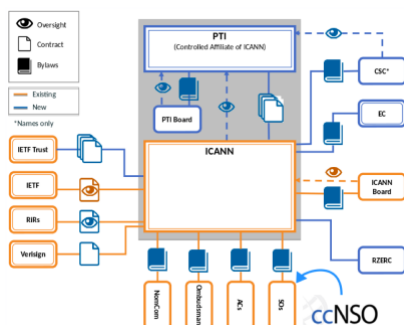 Oversight
Contract
Bylaws
Existing
New
*Names only
PTI
(Controlled Affiliate of ICANN)
PTI Board
CSC*
EC
IETF Trust
IETF
RIRs
Verisign
ICANN
ICANN
Board
RZERC
NomCom
Ombudsman
ACs
SOs
ccNSO